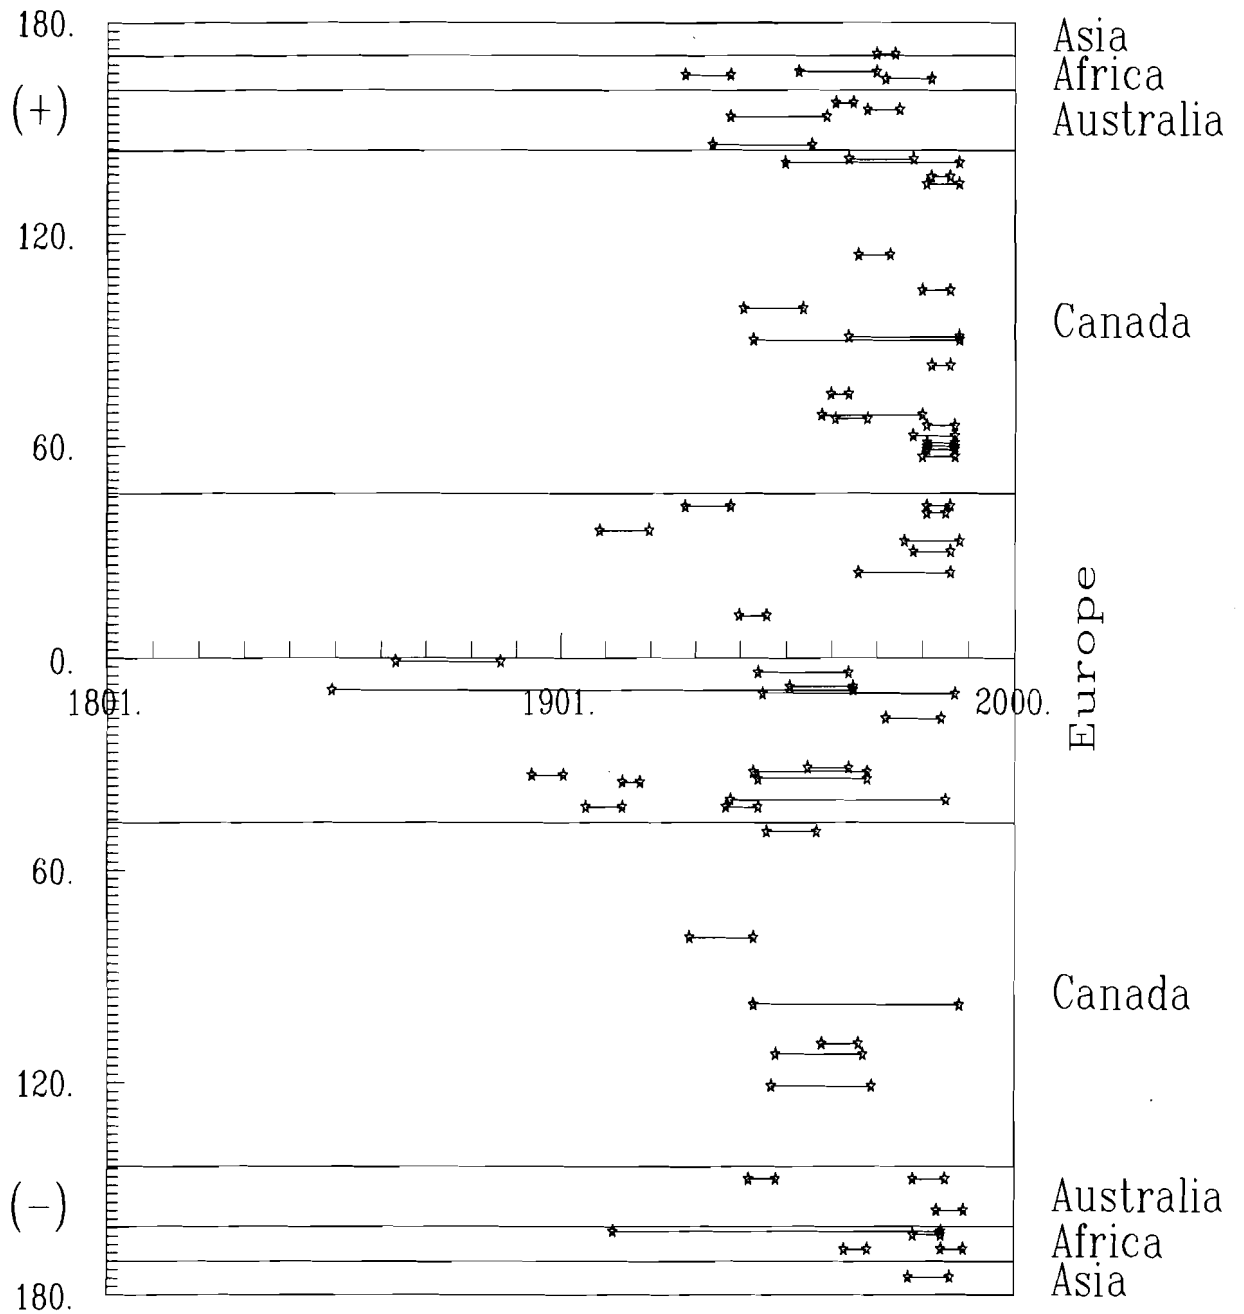 180.
Asia
Africa
(+)
Australia
120.
Canada
60.
Europe
0.
1801.
1901.
2000.
60.
Canada
120.
(-)
Australia
Africa
Asia
180.